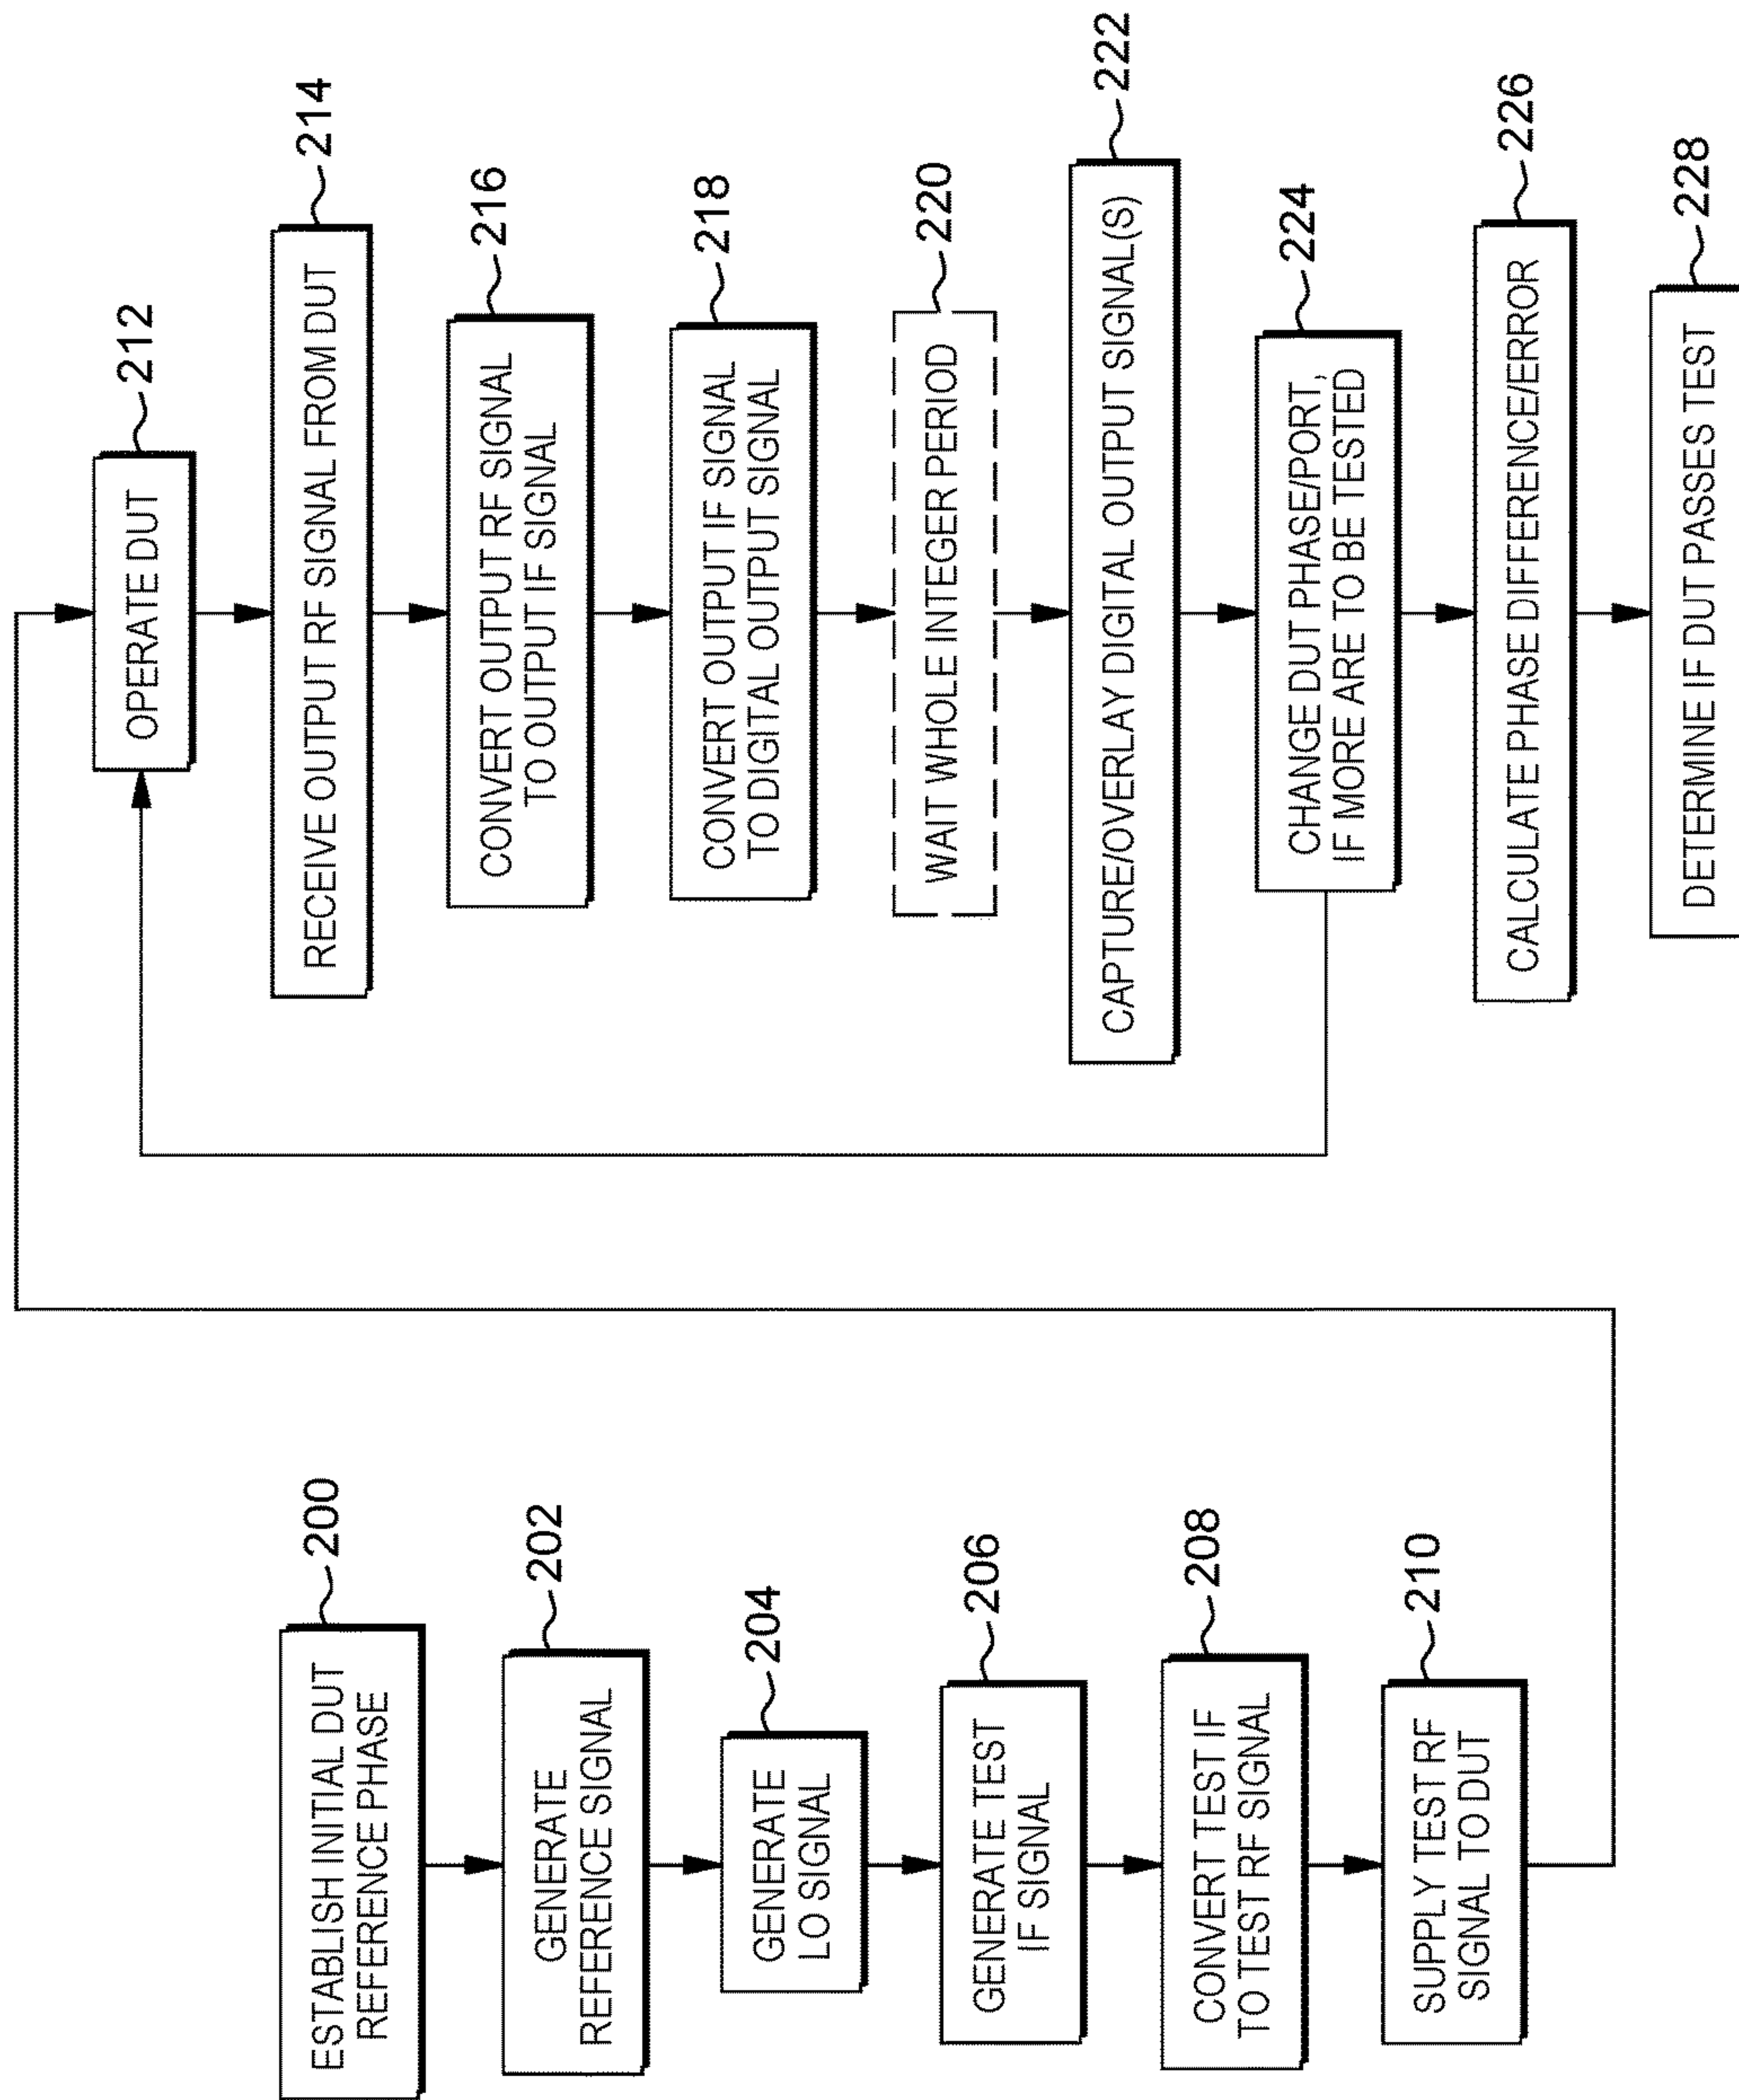 ESTABLISH INITIAL DUT
REFERENCE PHASE
200
GENERATE
REFERENCE SIGNAL
202
GENERATE
LO SIGNAL
204
GENERATE TEST
IF SIGNAL
206
CONVERT TEST IF
TO TEST RF SIGNAL
208
SUPPLY TEST RF
SIGNAL TO DUT
210
OPERATE DUT
212
RECEIVE OUTPUT RF SIGNAL FROM DUT
214
CONVERT OUTPUT RF SIGNAL
TO OUTPUT IF SIGNAL
216
CONVERT OUTPUT IF SIGNAL
TO DIGITAL OUTPUT SIGNAL
218
WAIT WHOLE INTEGER PERIOD
220
CAPTURE/OVERLAY DIGITAL OUTPUT SIGNAL(S)
222
CHANGE DUT PHASE/PORT,
IF MORE ARE TO BE TESTED
224
CALCULATE PHASE DIFFERENCE/ERROR
226
DETERMINE IF DUT PASSES TEST
228